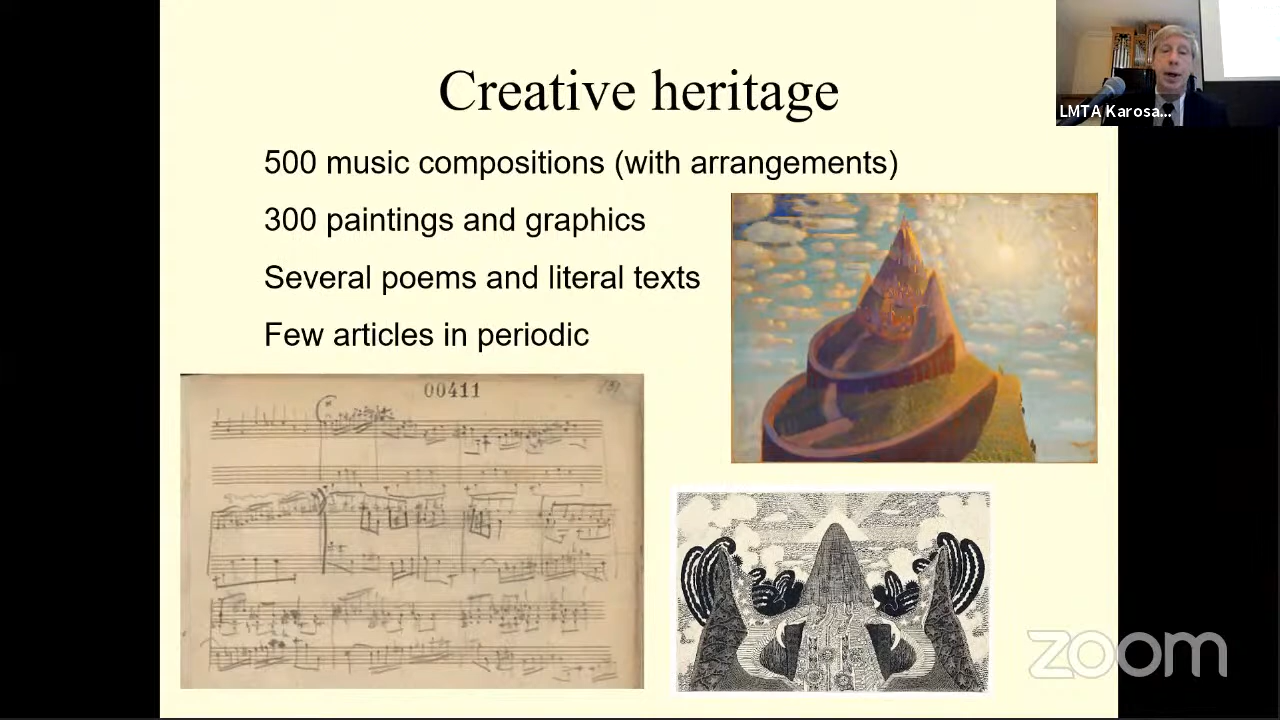 Creative heritage
LMTA Karosa...
500 music compositions (with arrangements)
300 paintings and graphics
Several poems and literal texts
Few articles in periodic
00411
zoom